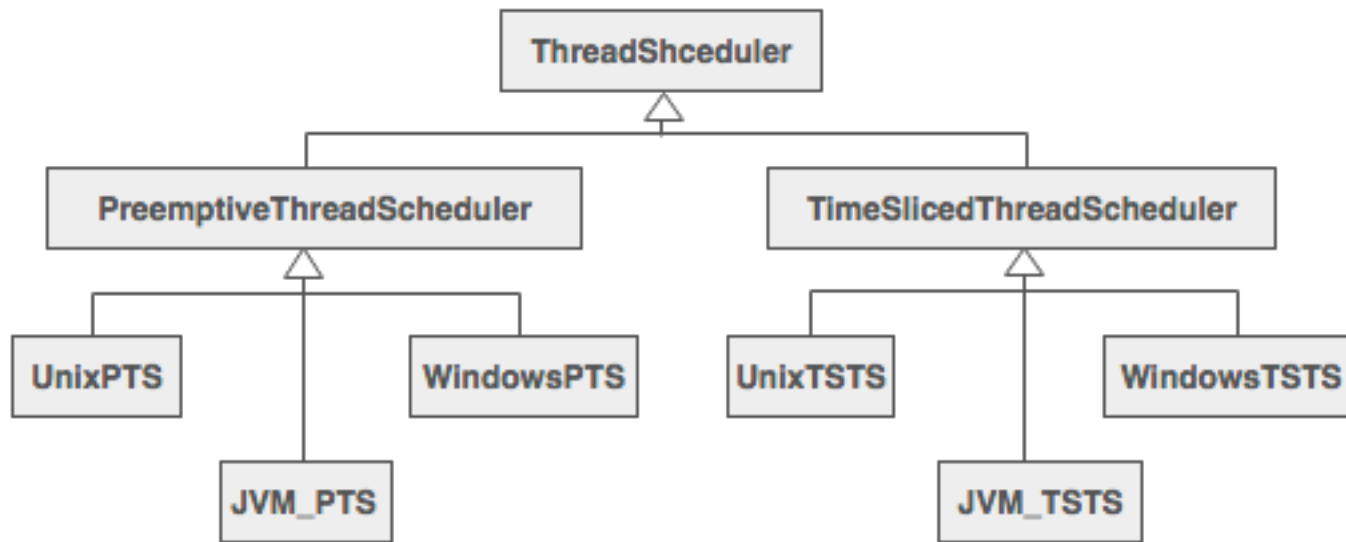 ThreadShceduler
PreemptiveThreadScheduler
TimeSlicedThreadScheduler
UnixPTS
WindowsPTS
UnixTSTS
WindowsTSTS
JVM_PTS
JVM_TSTS